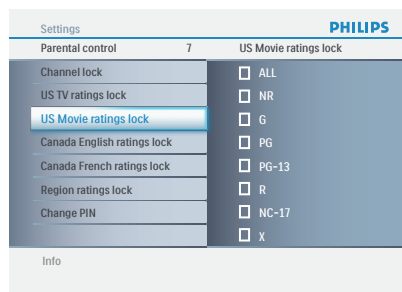 Settings
PHILIPS
Parental control 7 US Movie ratings lock
Channel lock
US TV ratings lock
US Movie ratings lock
Canada English ratings lock
Canada French ratings lock
Region ratings lock
Change PIN
ALL
NR
G
PG
PG-13
R
NC-17
X
Info